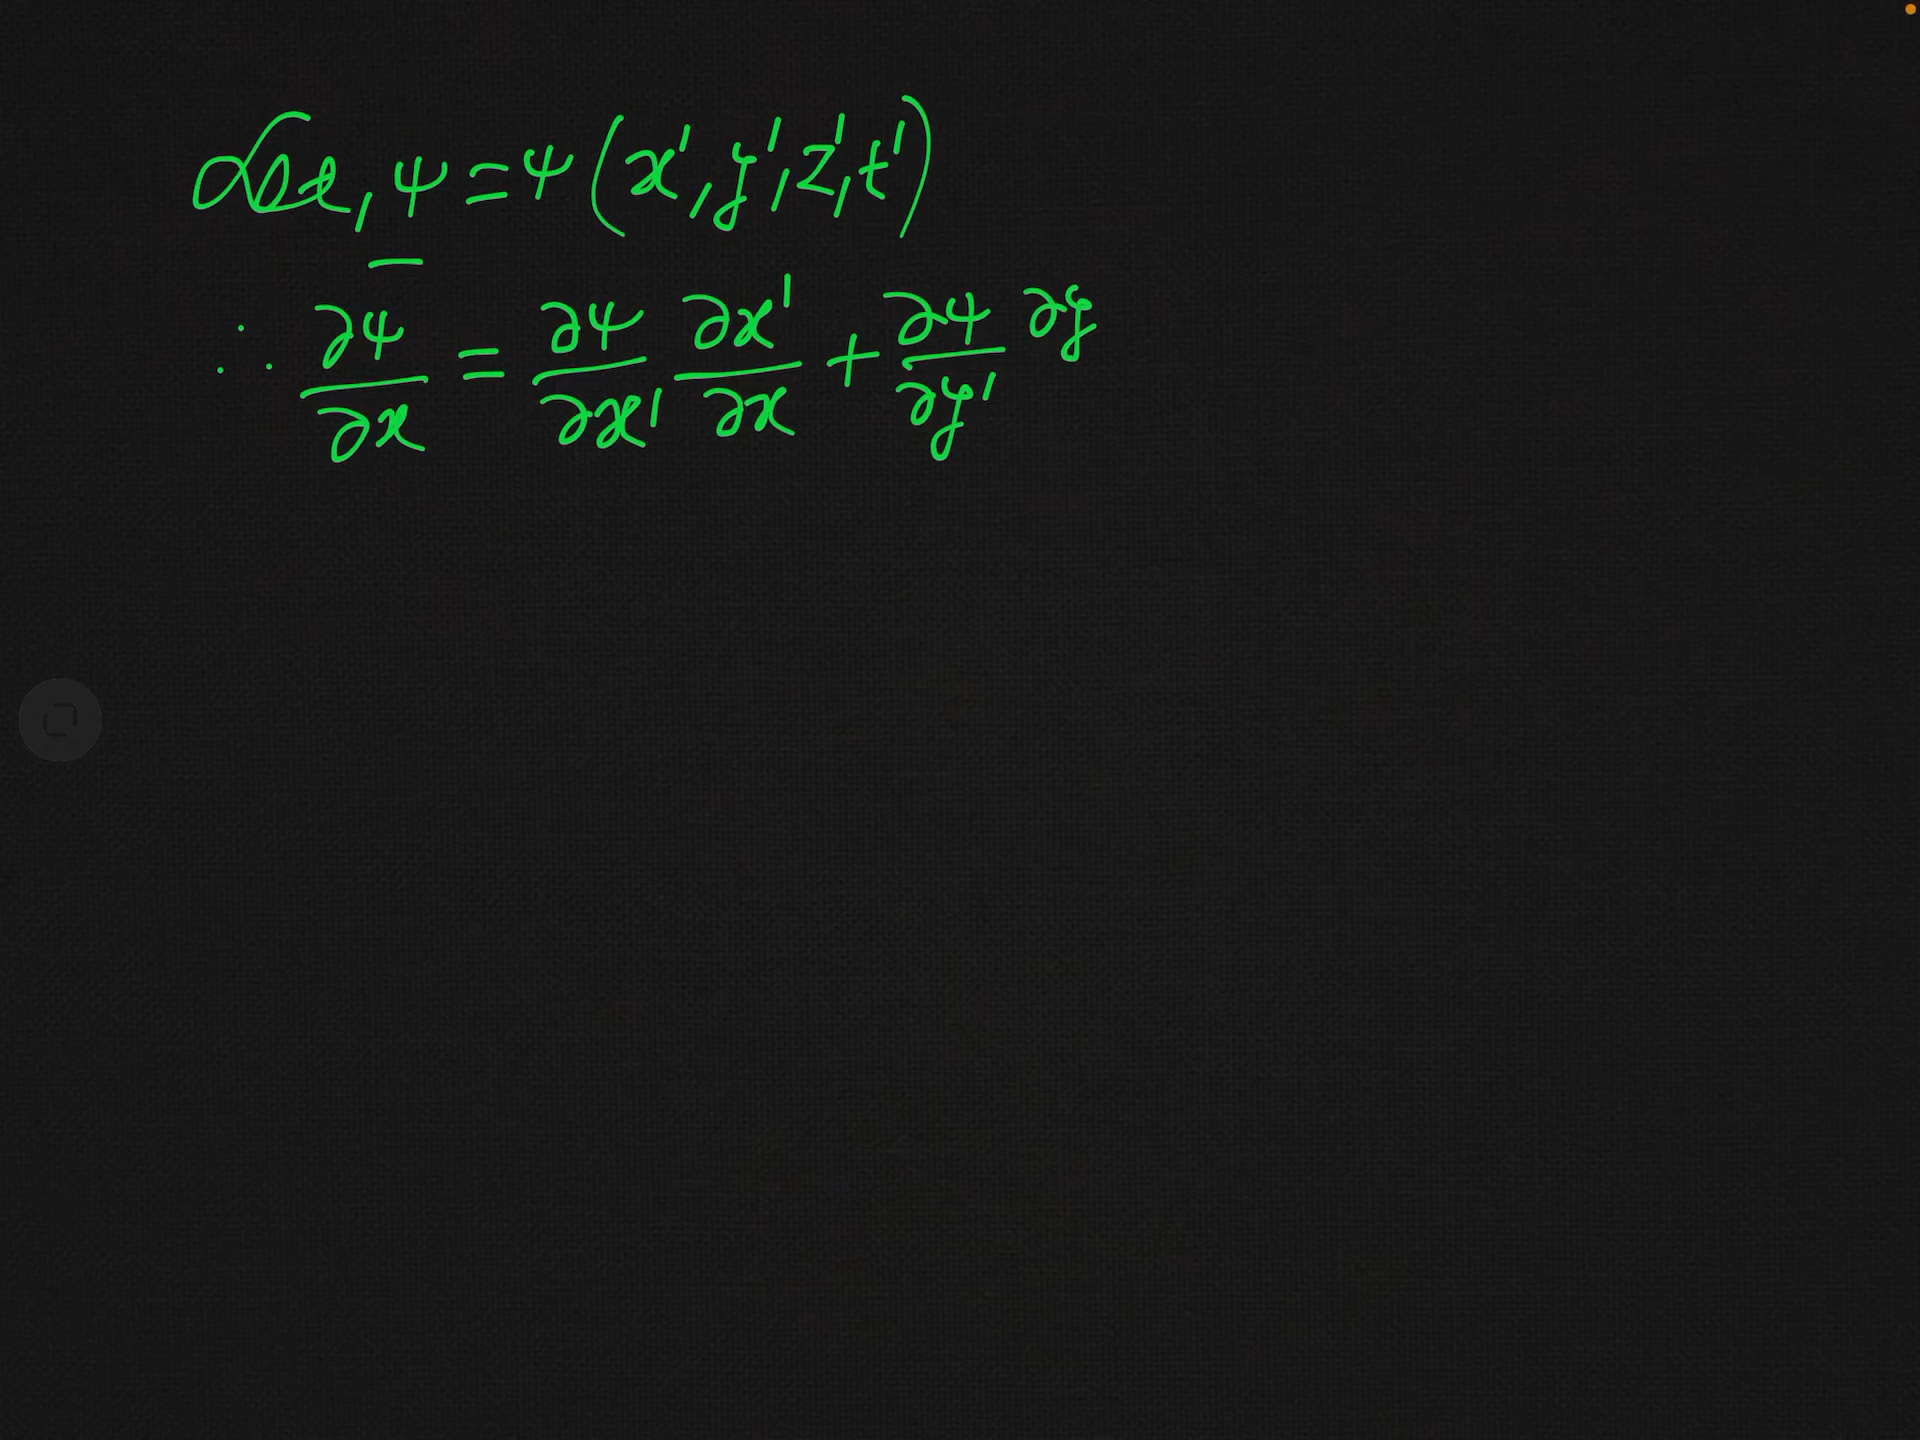 Let, ψ = ψ (x', y', z', t')
∴ ∂ψ/∂x = ∂ψ/∂x' ∂x'/∂x + ∂ψ/∂y' ∂y